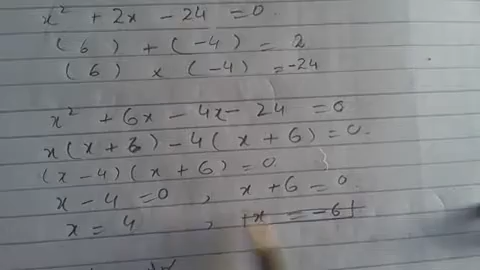 x² + 2x - 24 = 0.
(6) + (-4) = 2
(6) x (-4) = -24
x² + 6x - 4x - 24 = 0
x(x + 6) - 4(x + 6) = 0.
(x - 4)(x + 6) = 0
x - 4 = 0 , x + 6 = 0.
x = 4 , x = -6